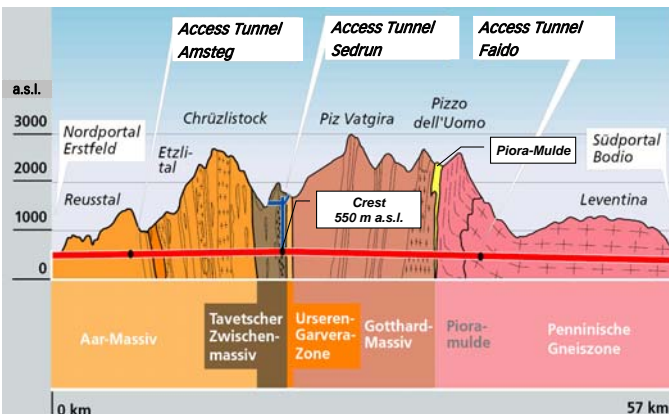 Access Tunnel
Amsteg
Access Tunnel
Sedrun
Access Tunnel
Faido
a.s.l.
3000
2000
1000
0
Nordportal
Erstfeld
Reusstal
Etzli-
tal
Chrüzlistock
Piz Vatgira
Pizzo
dell'Uomo
Piora-Mulde
Südportal
Bodio
Leventina
Crest
550 m a.s.l.
Aar-Massiv
Tavetscher
Zwischen-
massiv
Urseren-
Garvera-
Zone
Gotthard-
Massiv
Piora-
mulde
Penninische
Gneiszone
0 km
57 km